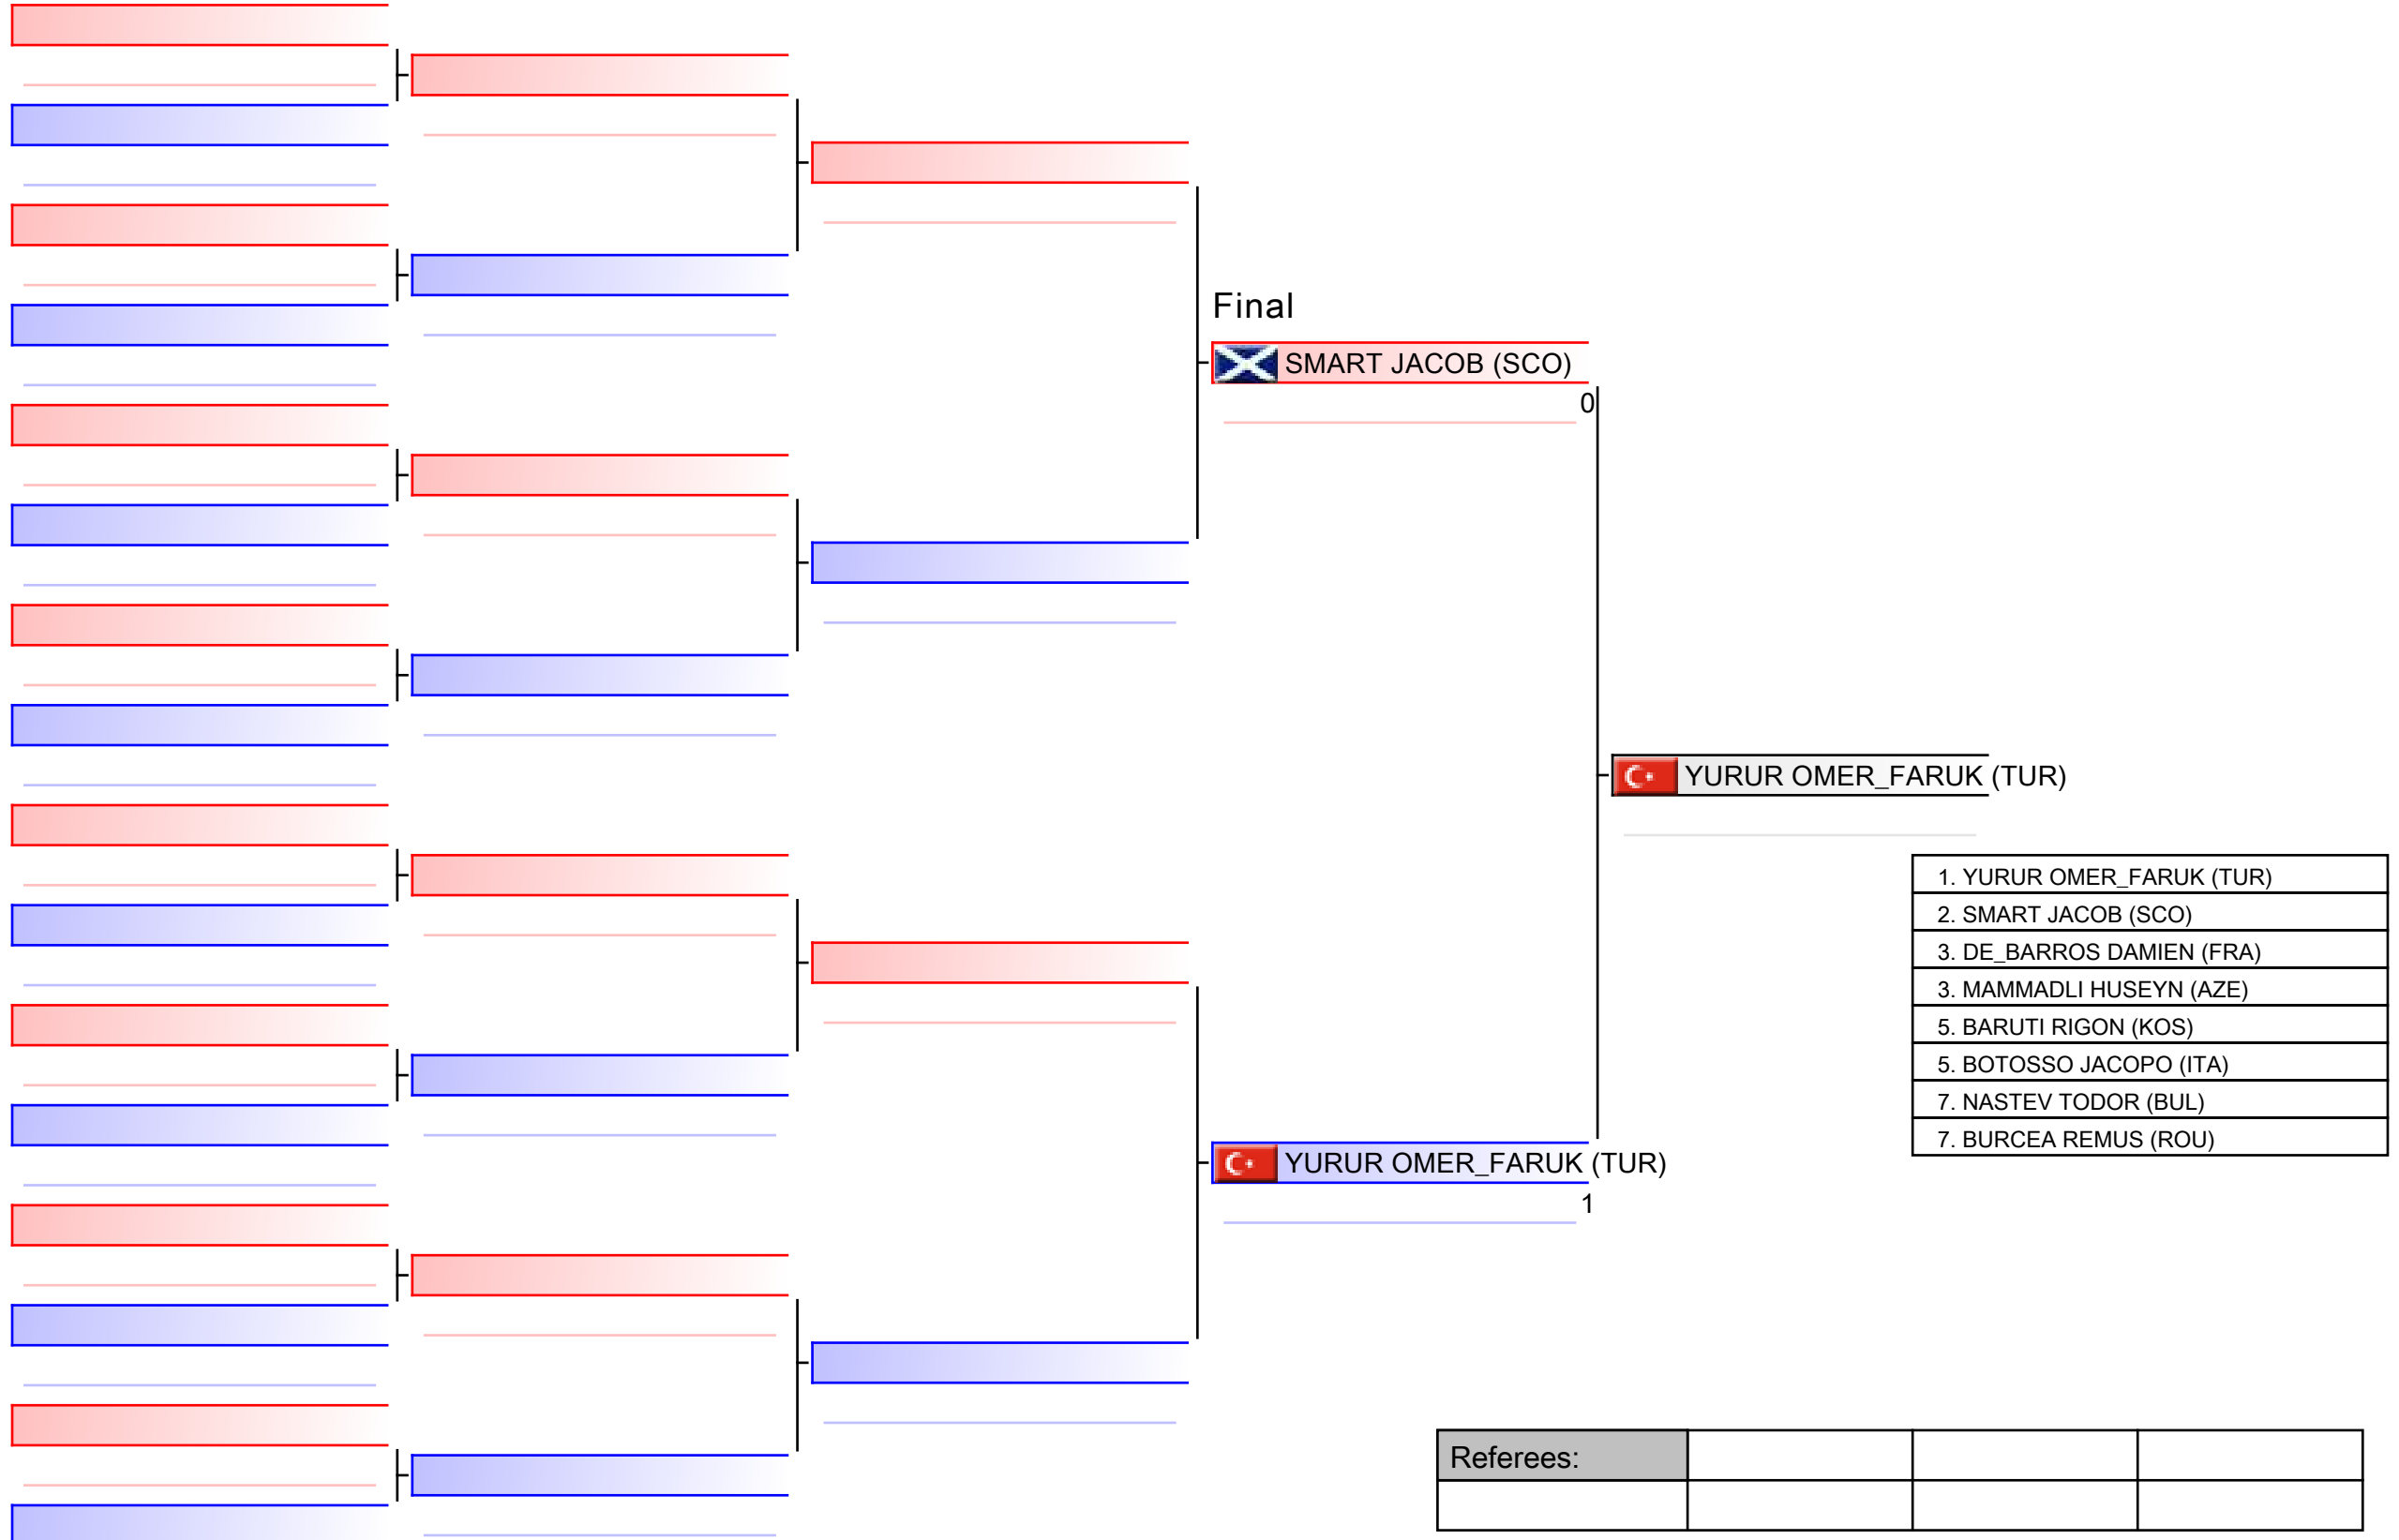 Final
SMART JACOB (SCO)
0
YURUR OMER_FARUK (TUR)
1. YURUR OMER_FARUK (TUR)
2. SMART JACOB (SCO)
3. DE_BARROS DAMIEN (FRA)
3. MAMMADLI HUSEYN (AZE)
5. BARUTI RIGON (KOS)
5. BOTOSSO JACOPO (ITA)
7. NASTEV TODOR (BUL)
7. BURCEA REMUS (ROU)
YURUR OMER_FARUK (TUR)
1
Referees: